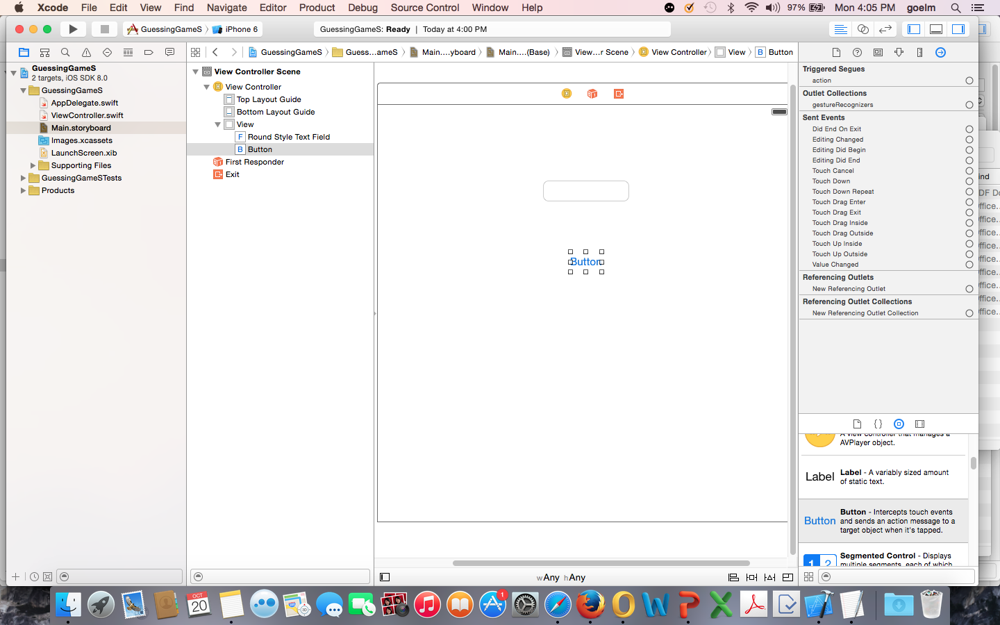 Xcode File Edit View Find Navigate Editor Product Debug Source Control Window Help 97% Mon 4:05 PM goelm
GuessingGameS iPhone 6
GuessingGameS: Ready | Today at 4:00 PM
GuessingGameS Guess...ameS Main....yboard Main....(Base) View...r Scene View Controller View B Button
GuessingGameS
2 targets, iOS SDK 8.0
GuessingGameS
AppDelegate.swift
ViewController.swift
Main.storyboard
Images.xcassets
LaunchScreen.xib
Supporting Files
GuessingGameSTests
Products
View Controller Scene
View Controller
Top Layout Guide
Bottom Layout Guide
View
F Round Style Text Field
B Button
First Responder
Exit
Button
wAny hAny
Triggered Segues
action
Outlet Collections
gestureRecognizers
Sent Events
Did End On Exit
Editing Changed
Editing Did Begin
Editing Did End
Touch Cancel
Touch Down
Touch Down Repeat
Touch Drag Enter
Touch Drag Exit
Touch Drag Inside
Touch Drag Outside
Touch Up Inside
Touch Up Outside
Value Changed
Referencing Outlets
New Referencing Outlet
Referencing Outlet Collections
New Referencing Outlet Collection
{ }
A view controller that manages a
AVPlayer object.
Label
Label - A variably sized amount
of static text.
Button
Button - Intercepts touch events
and sends an action message to a
target object when it's tapped.
1 2
Segmented Control - Displays
multiple segments, each of which
ind
DF Do
ffice...
ffice...
ffice...
ffice...
ffice...
ffice...
ffice...
ffice...
ffice...
OCT
20
1